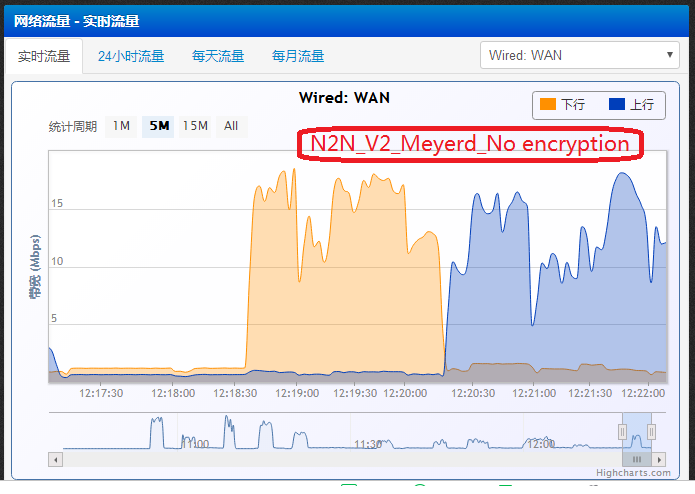 网络流量 - 实时流量
实时流量 24小时流量 每天流量 每月流量 Wired: WAN
Wired: WAN
下行 上行
统计周期 1M 5M 15M All
N2N_V2_Meyerd_No encryption
15
10
5
(Mbps)
12:17:30 12:18:00 12:18:30 12:19:00 12:19:30 12:20:00 12:20:30 12:21:00 12:21:30 12:22:00
11:00 11:30 12:00
Highcharts.com